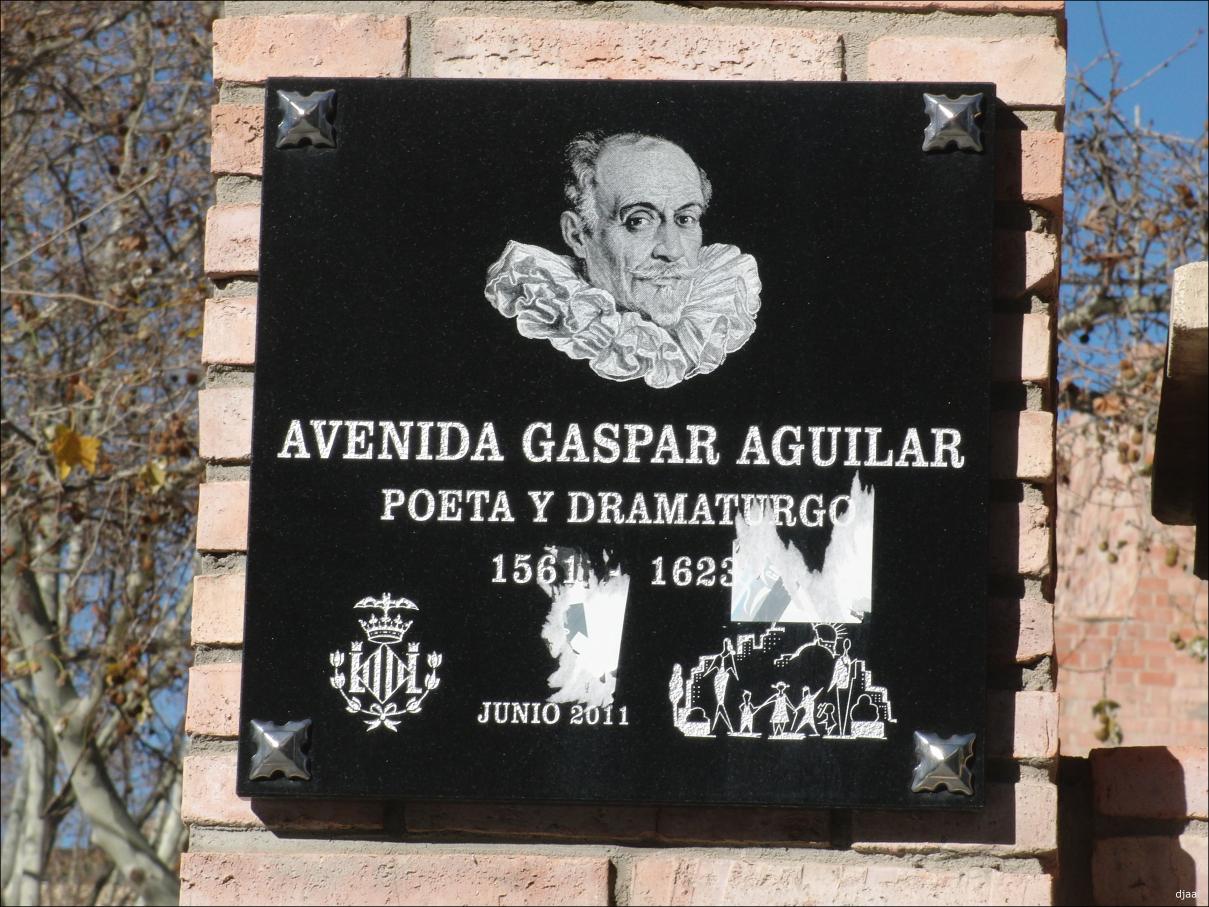 AVENIDA GASPAR AGUILAR
POETA Y DRAMATURGO
1561 - 1623
JUNIO 2011
djaa